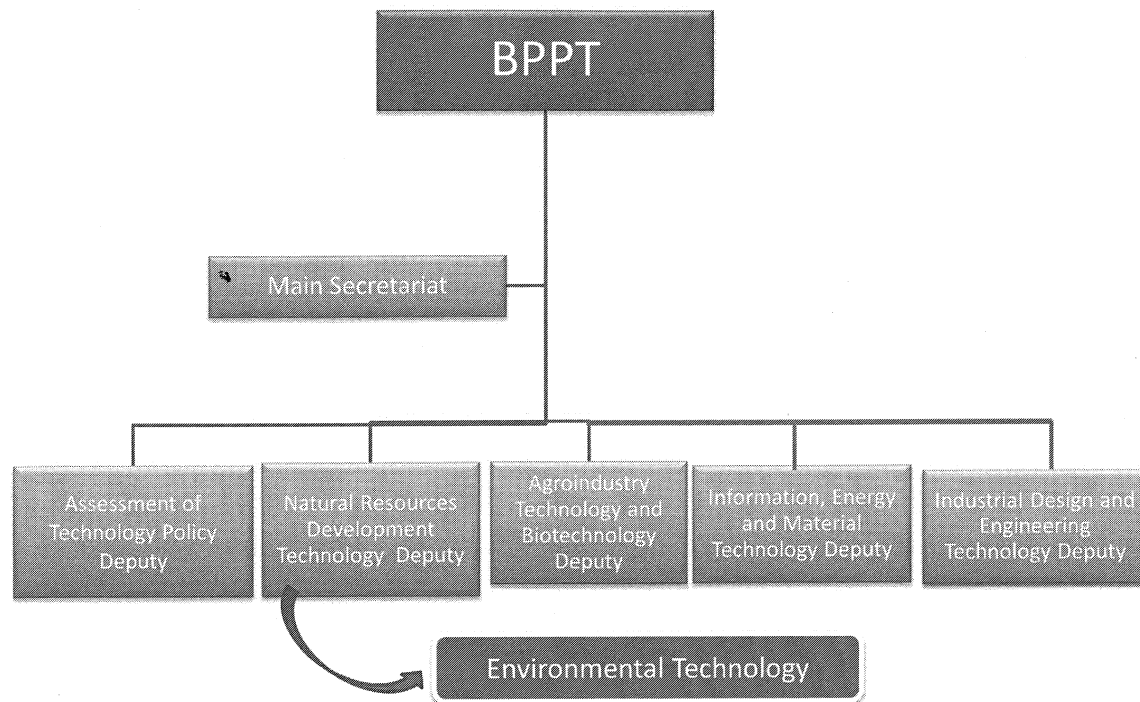 BPPT
Main Secretariat
Assessment of
Technology Policy
Deputy
Natural Resources
Development
Technology Deputy
Agroindustry
Technology and
Biotechnology
Deputy
Information, Energy
and Material
Technology Deputy
Industrial Design and
Engineering
Technology Deputy
Environmental Technology